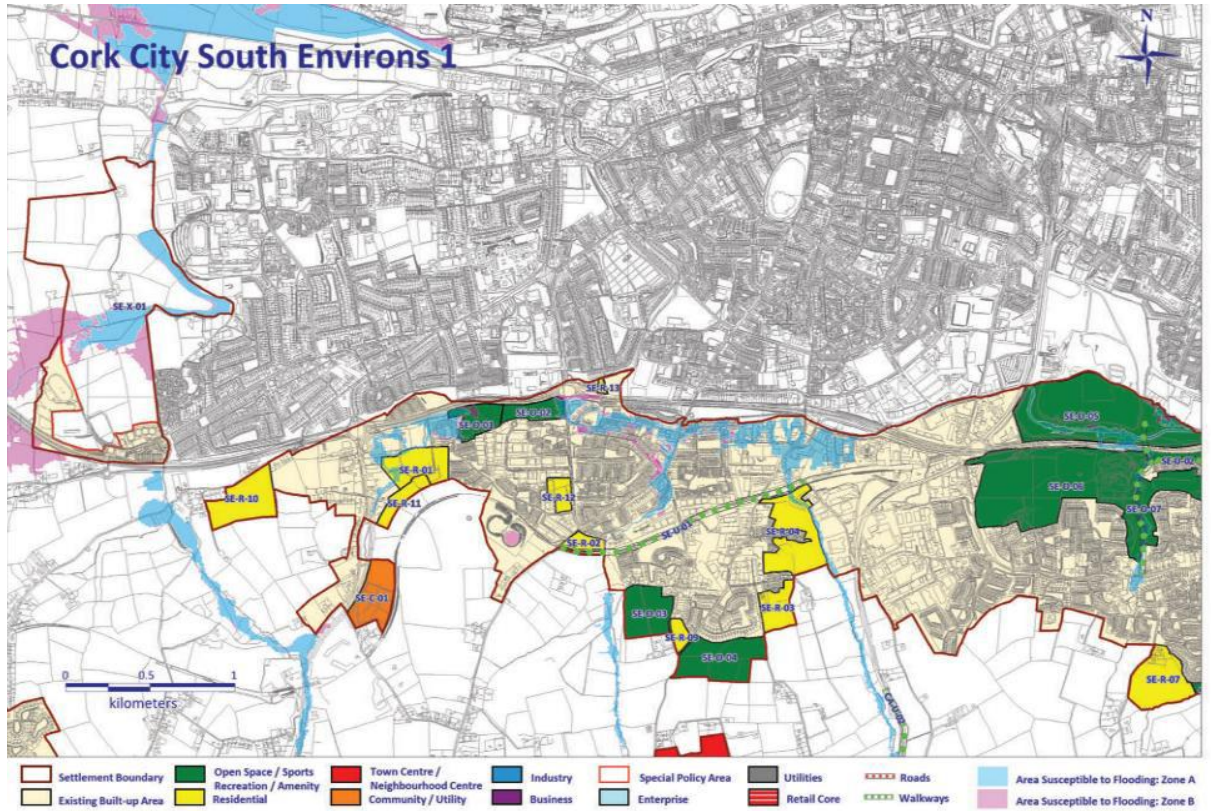 N
Cork City South Environs 1
SE-X-01
SE-R-13
SE-O-02
SE-O-01
SE-O-05
SE-U-02
SE-R-01
SE-R-10
SE-R-11
SE-R-12
SE-O-06
SE-O-07
SE-U-01
SE-R-04
SE-R-02
SE-C-01
SE-O-03
SE-R-03
SE-R-09
SE-O-04
SE-R-07
0 0.5 1
kilometers
Settlement Boundary
Existing Built-up Area
Open Space / Sports
Recreation / Amenity
Residential
Town Centre /
Neighbourhood Centre
Community / Utility
Industry
Business
Special Policy Area
Enterprise
Utilities
Retail Core
Roads
Walkways
Area Susceptible to Flooding: Zone A
Area Susceptible to Flooding: Zone B